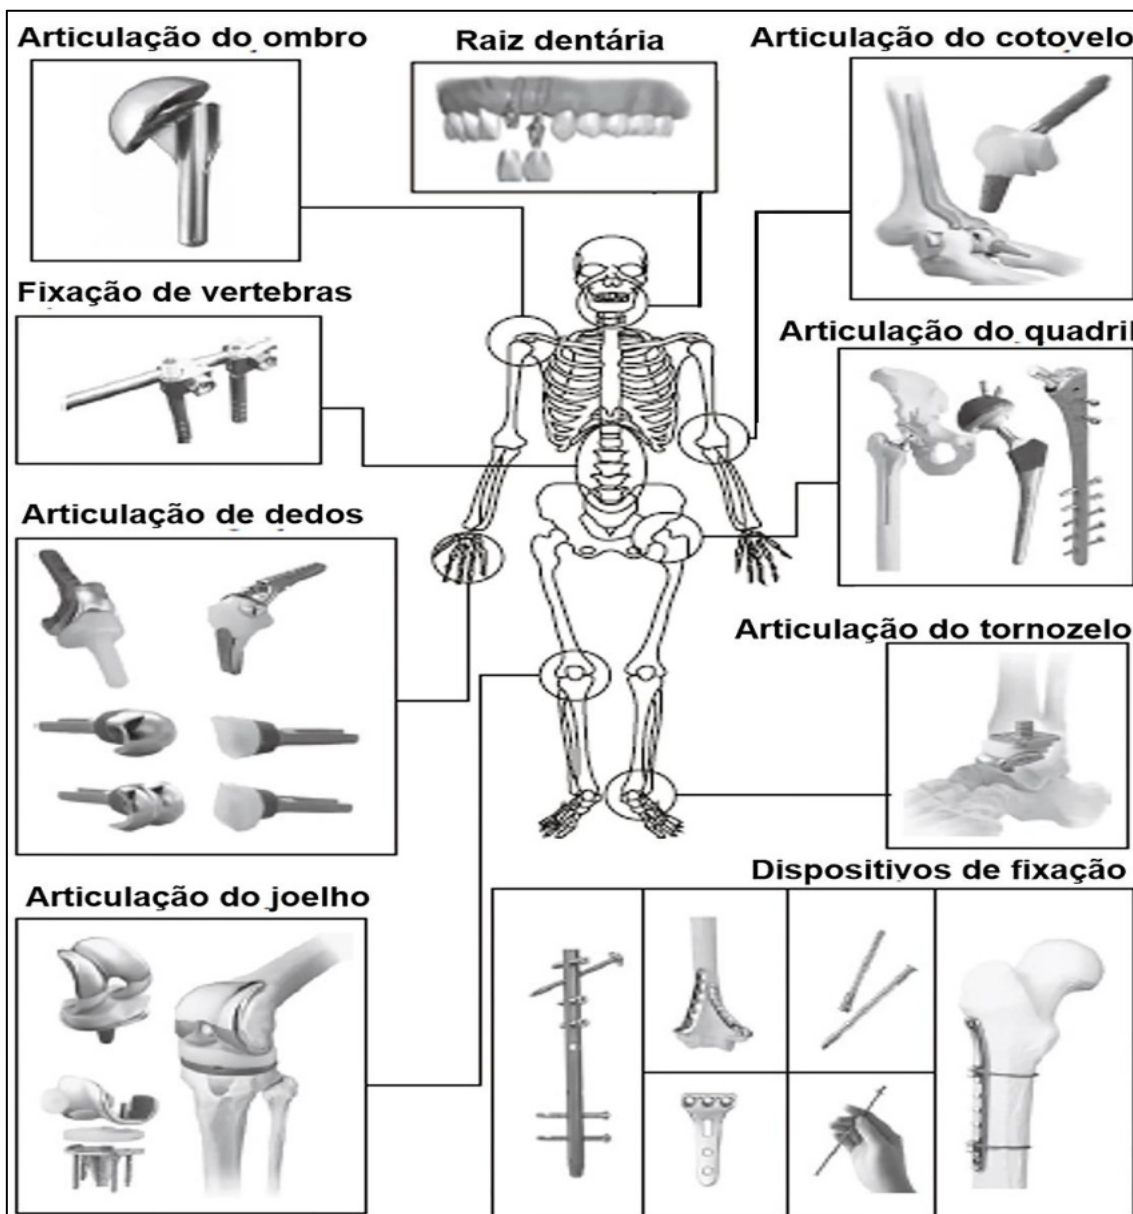 Articulação do ombro
Raiz dentária
Articulação do cotovelo
Fixação de vertebras
Articulação do quadril
Articulação de dedos
Articulação do tornozelo
Articulação do joelho
Dispositivos de fixação